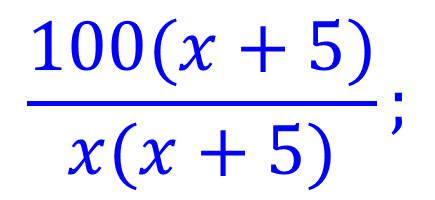 100(x + 5)
x(x + 5) ;